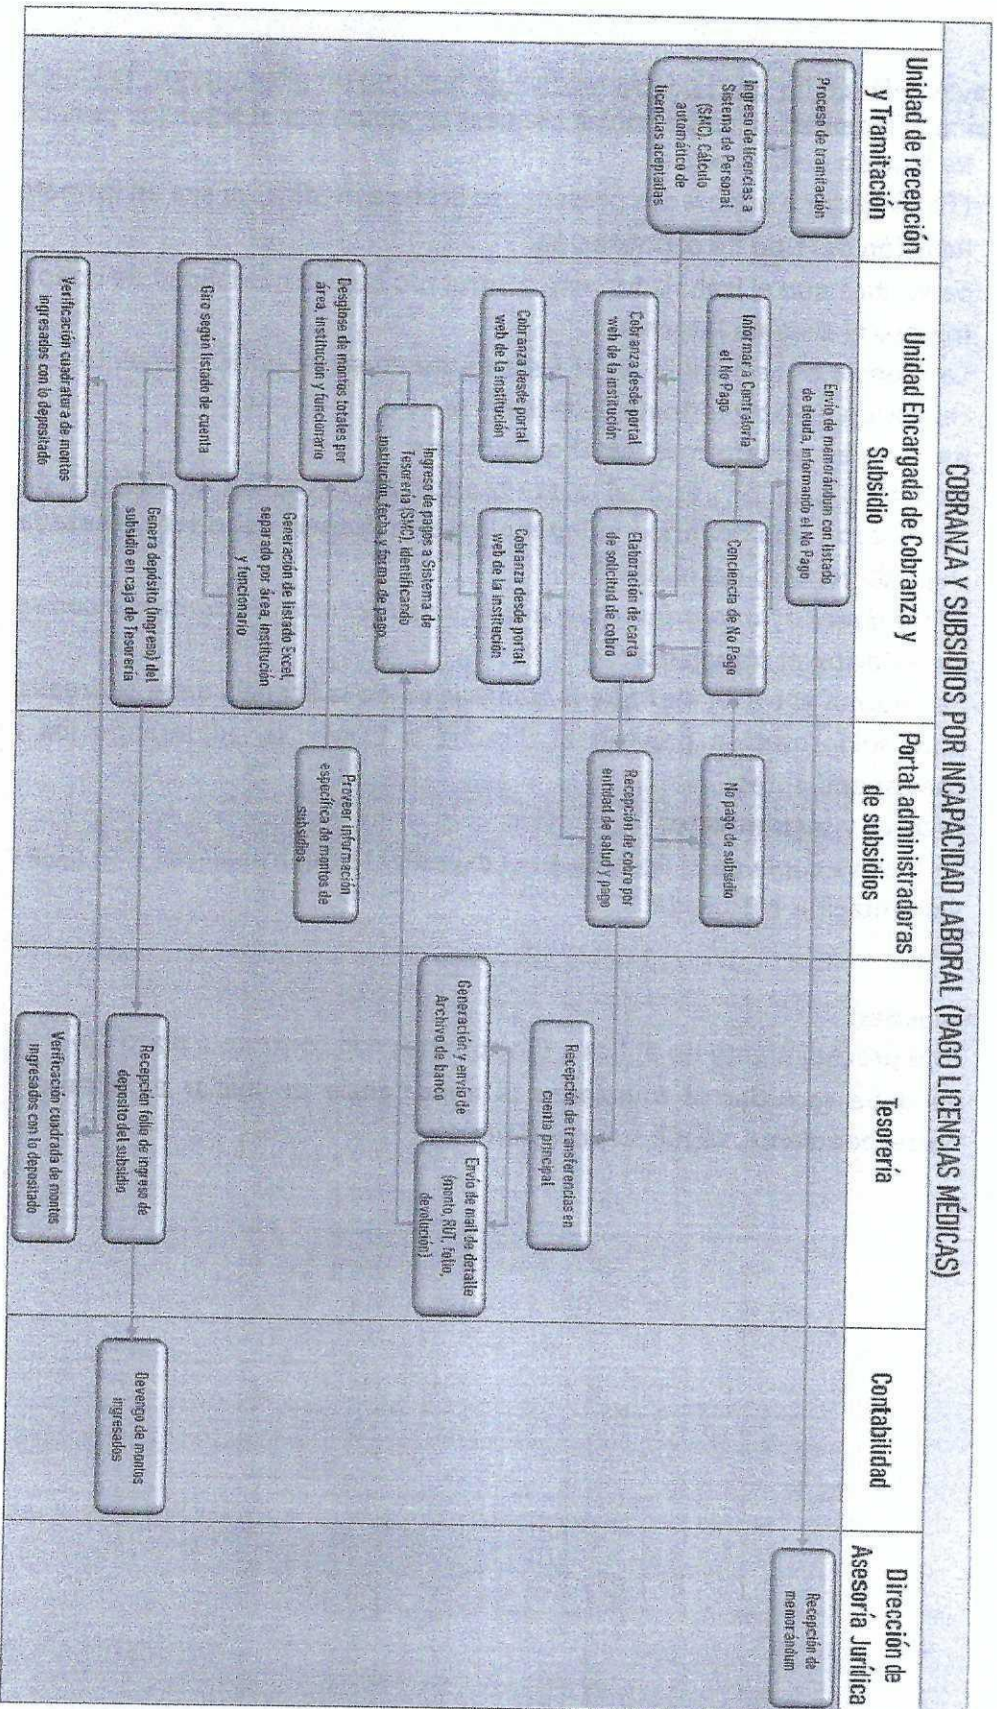 COBRANZA Y SUBSIDIOS POR INCAPACIDAD LABORAL (PAGO LICENCIAS MÉDICAS)
Unidad de recepción
y Tramitación
Unidad Encargada de Cobranza y
Subsidio
Portal administradoras
de subsidios
Tesorería
Contabilidad
Dirección de
Asesoría Jurídica
Proceso de tramitación
Ingreso de licencias a
Sistema de Personal
(SMC). Cálculo
automático de
licencias aceptadas
Envío de memorándum con listado
de deuda, informando el No Pago
Informar a Contraloría
el No Pago
Conciencia de No Pago
Cobranza desde portal
web de la institución
Elaboración de carta
de solicitud de cobro
Cobranza desde portal
web de la institución
Cobranza desde portal
web de la institución
Ingreso de pagos a Sistema de
Tesorería (SMC), identificando
institución, fecha y forma de pago
Desglose de montos totales por
área, institución y funcionario
Generación de listado Excel,
separado por área, institución
y funcionario
Giro según listado de cuenta
Genera depósito (Ingreso) del
subsidio en caja de Tesorería
Verificación cuadratura de montos
ingresados con lo depositado
No pago de subsidio
Recepción de cobro por
entidad de salud y pago
Proveer información
específica de montos de
subsidios
Recepción de transferencias en
cuenta principal
Generación y envío de
Archivo de banco
Envío de mail de detalle
(monto, RUT, folio,
devolución)
Recepción folio de ingreso de
depósito del subsidio
Verificación cuadrada de montos
ingresados con lo depositado
Devengo de montos
ingresados
Recepción de
memorándum